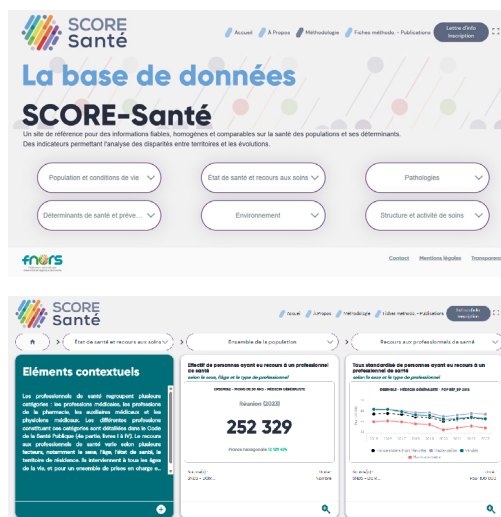 SCORE
Santé
Accueil
À Propos
Méthodologie
Fiches méthodo. - Publications
Lettre d'info
Inscription
La base de données
SCORE-Santé
Un site de référence pour des informations fiables, homogènes et comparables sur la santé des populations et ses déterminants.
Des indicateurs permettant l'analyse des disparités entre territoires et les évolutions.
Population et conditions de vie
État de santé et recours aux soins
Pathologies
Déterminants de santé et préve...
Environnement
Structure et activité de soins
fnors
Contact
Mentions légales
SCORE
Santé
Accueil
À Propos
Méthodologie
Fiches méthodo. - Publications
Lettre d'info
Inscription
État de santé et recours aux soins
Ensemble de la population
Recours aux professionnels de santé
Eléments contextuels
Les professionnels de santé regroupent plusieurs
catégories : les professions médicales, les professions
de la pharmacie, les auxiliaires médicaux et les
physiciens médicaux. Les différentes professions
constituant ces catégories sont détaillées dans le Code
de la Santé Publique (4e partie, livres I à IV). Le recours
aux professionnels de santé varie selon plusieurs
facteurs, notamment le sexe, l'âge, l'état de santé, le
territoire de résidence. Ils interviennent à tous les âges
de la vie, et pour un ensemble de prises en charge e...
Effectif de personnes ayant eu recours à un professionnel
de santé
selon le sexe, l'âge et le type de professionnel
Réunion (2023)
252 329
Taux standardisé de personnes ayant eu recours à un
professionnel de santé
selon le sexe et le type de professionnel